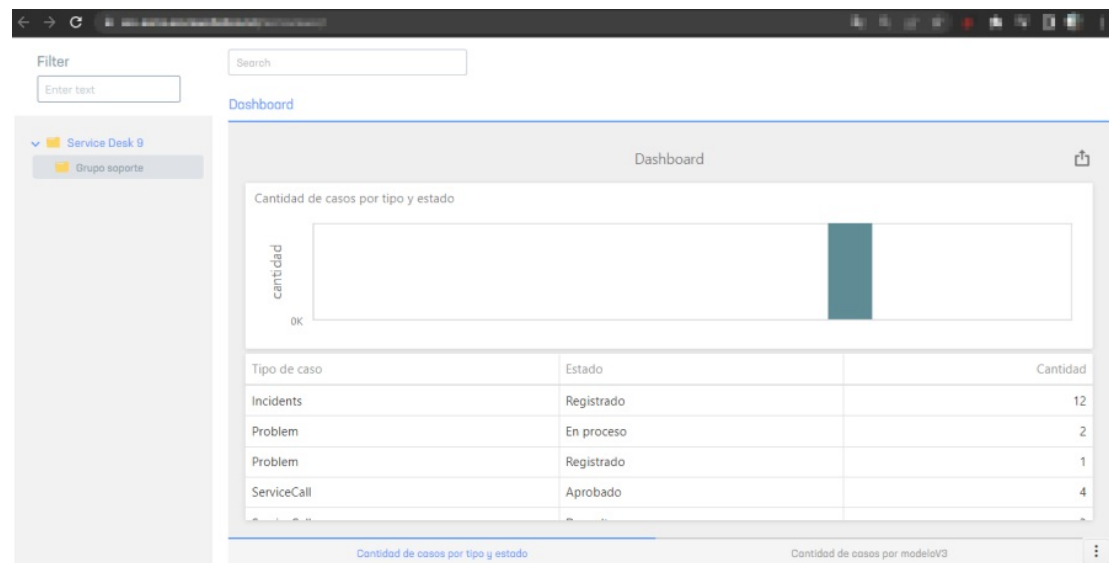 Filter
Enter text
Service Desk 9
Grupo soporte
Search
Dashboard
Dashboard
Cantidad de casos por tipo y estado
cantidad
0K
Tipo de caso Estado Cantidad
Incidents Registrado 12
Problem En proceso 2
Problem Registrado 1
ServiceCall Aprobado 4
Cantidad de casos por tipo y estado Cantidad de casos por modeloV3